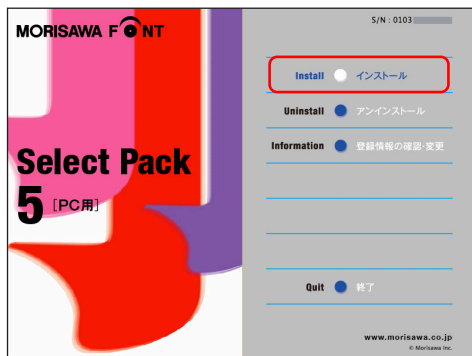 MORISAWA FONT
Select Pack
5 [PC用]
S/N : 0103
Install インストール
Uninstall アンインストール
Information 登録情報の確認・変更
Quit 終了
www.morisawa.co.jp
© Morisawa Inc.